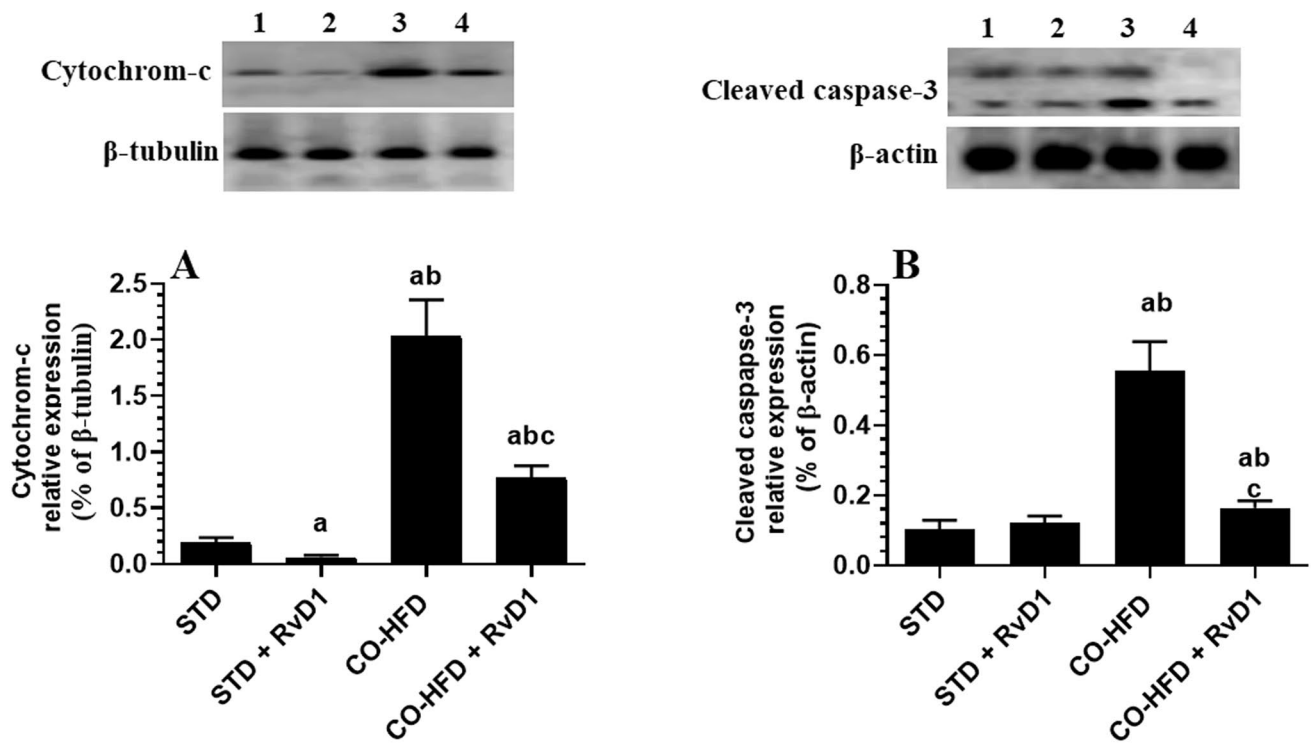 1 2 3 4
Cytochrom-c
β-tubulin
A
Cytochrom-c
relative expression
(% of β-tubulin)
2.5
2.0
1.5
1.0
0.5
0.0
a
ab
abc
STD
STD + RvD1
CO-HFD
CO-HFD + RvD1
1 2 3 4
Cleaved caspase-3
β-actin
B
Cleaved caspapse-3
relative expression
(% of β-actin)
0.8
0.6
0.4
0.2
0.0
ab
ab
c
STD
STD + RvD1
CO-HFD
CO-HFD + RvD1